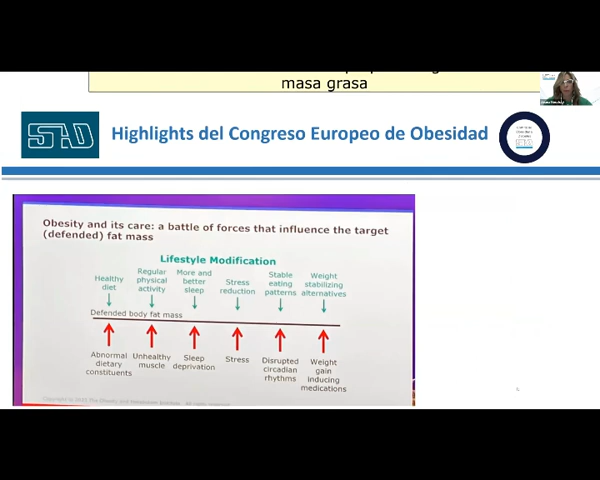 masa grasa
SAD
Highlights del Congreso Europeo de Obesidad
Obesity and its care: a battle of forces that influence the target
(defended) fat mass
Lifestyle Modification
Healthy
diet
Regular
physical
activity
More and
better
sleep
Stress
reduction
Stable
eating
patterns
Weight
stabilizing
alternatives
Defended body fat mass
Abnormal
dietary
constituents
Unhealthy
muscle
Sleep
deprivation
Stress
Disrupted
circadian
rhythms
Weight
gain
inducing
medications